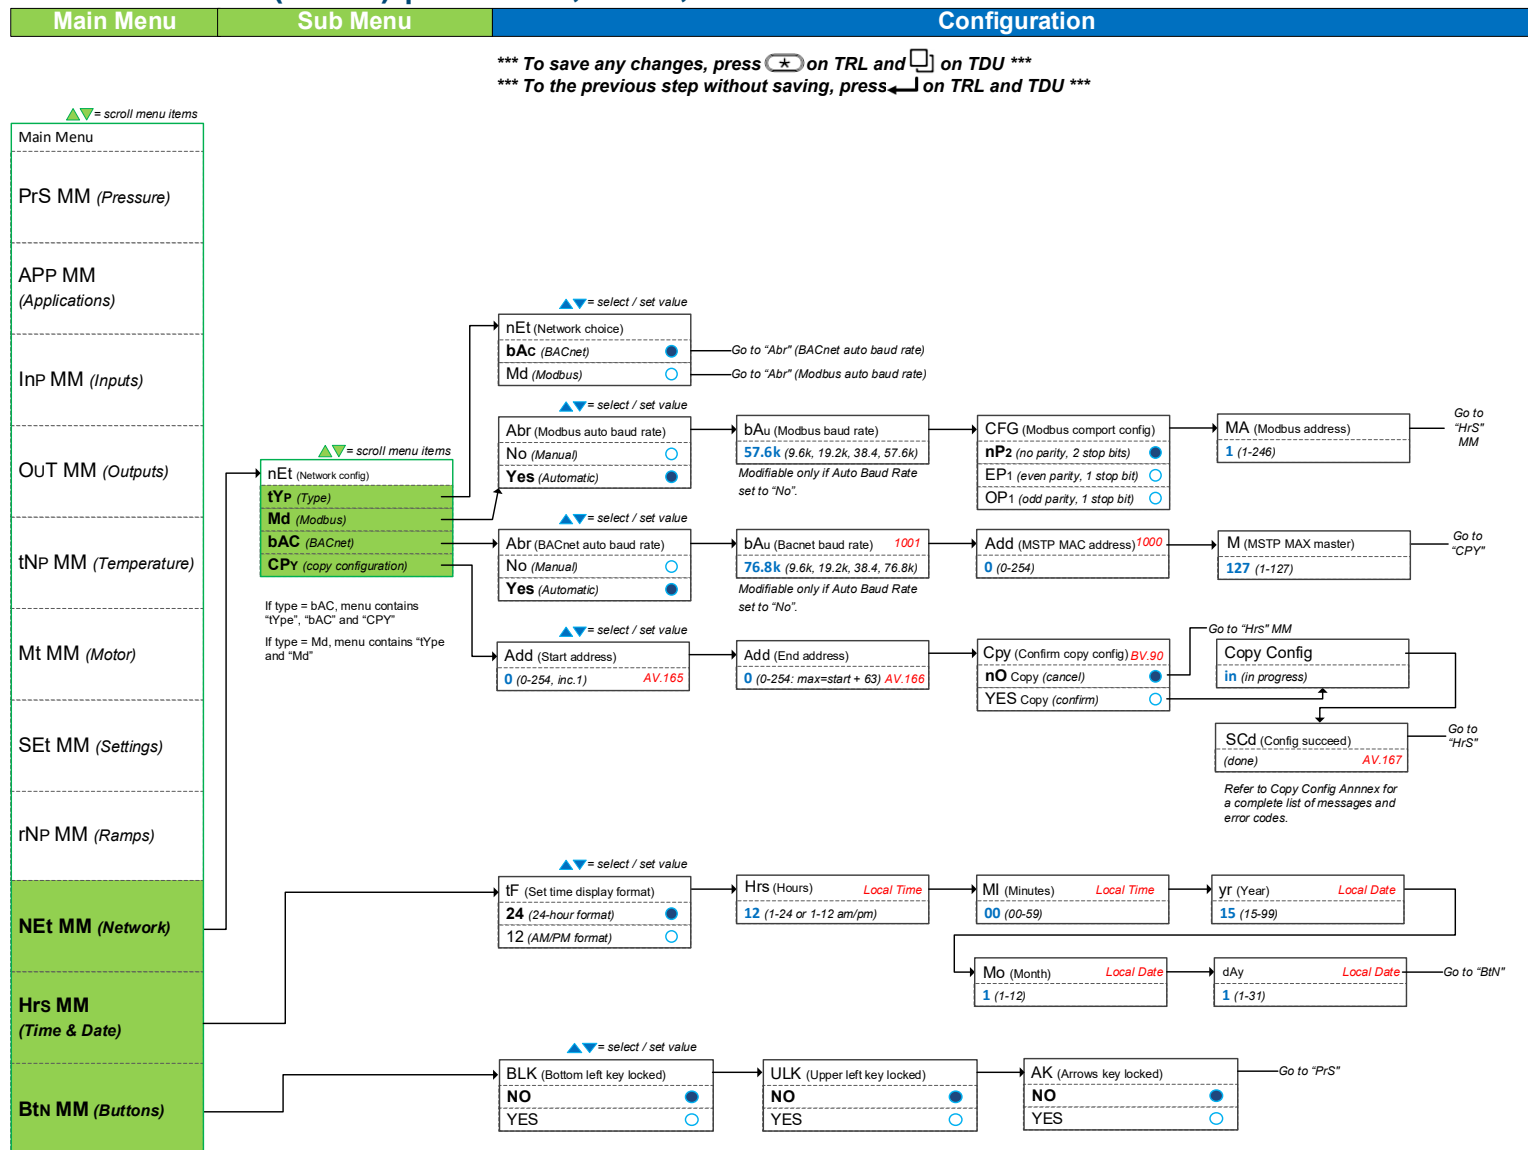 Main Menu
Sub Menu
Configuration
*** To save any changes, press on TRL and on TDU ***
*** To the previous step without saving, press on TRL and TDU ***
= scroll menu items
Main Menu
PrS MM (Pressure)
APP MM
(Applications)
InP MM (Inputs)
OUT MM (Outputs)
tNP MM (Temperature)
Mt MM (Motor)
SEt MM (Settings)
rNP MM (Ramps)
NEt MM (Network)
Hrs MM
(Time & Date)
BtN MM (Buttons)
= scroll menu items
nEt (Network config)
tYP (Type)
Md (Modbus)
bAC (BACnet)
CPY (copy configuration)
If type = bAC, menu contains
“tYpe”, “bAC” and “CPY”
If type = Md, menu contains “tYpe
and “Md”
= select / set value
nEt (Network choice)
bAc (BACnet)
Go to “Abr” (BACnet auto baud rate)
Md (Modbus)
Go to “Abr” (Modbus auto baud rate)
= select / set value
Abr (Modbus auto baud rate)
No (Manual)
Yes (Automatic)
bAu (Modbus baud rate)
57.6k (9.6k, 19.2k, 38.4, 57.6k)
Modifiable only if Auto Baud Rate
set to “No”.
CFG (Modbus comport config)
nP2 (no parity, 2 stop bits)
EP1 (even parity, 1 stop bit)
OP1 (odd parity, 1 stop bit)
MA (Modbus address)
1 (1-246)
Go to
“HrS”
MM
= select / set value
Abr (BACnet auto baud rate)
No (Manual)
Yes (Automatic)
bAu (Bacnet baud rate) 1001
76.8k (9.6k, 19.2k, 38.4, 76.8k)
Modifiable only if Auto Baud Rate
set to “No”.
Add (MSTP MAC address) 1000
0 (0-254)
M (MSTP MAX master)
127 (1-127)
Go to
“CPY”
= select / set value
Add (Start address)
0 (0-254, inc.1) AV.165
Add (End address)
0 (0-254: max=start + 63) AV.166
Cpy (Confirm copy config) BV.90
nO Copy (cancel)
YES Copy (confirm)
Go to “HrS” MM
Copy Config
in (in progress)
SCd (Config succeed)
(done) AV.167
Go to
“HrS”
Refer to Copy Config Annnex for
a complete list of messages and
error codes.
= select / set value
tF (Set time display format)
24 (24-hour format)
12 (AM/PM format)
Hrs (Hours) Local Time
12 (1-24 or 1-12 am/pm)
MI (Minutes) Local Time
00 (00-59)
yr (Year) Local Date
15 (15-99)
Mo (Month) Local Date
1 (1-12)
dAy Local Date
1 (1-31)
Go to “BtN”
= select / set value
BLK (Bottom left key locked)
NO
YES
ULK (Upper left key locked)
NO
YES
AK (Arrows key locked)
NO
YES
Go to “PrS”